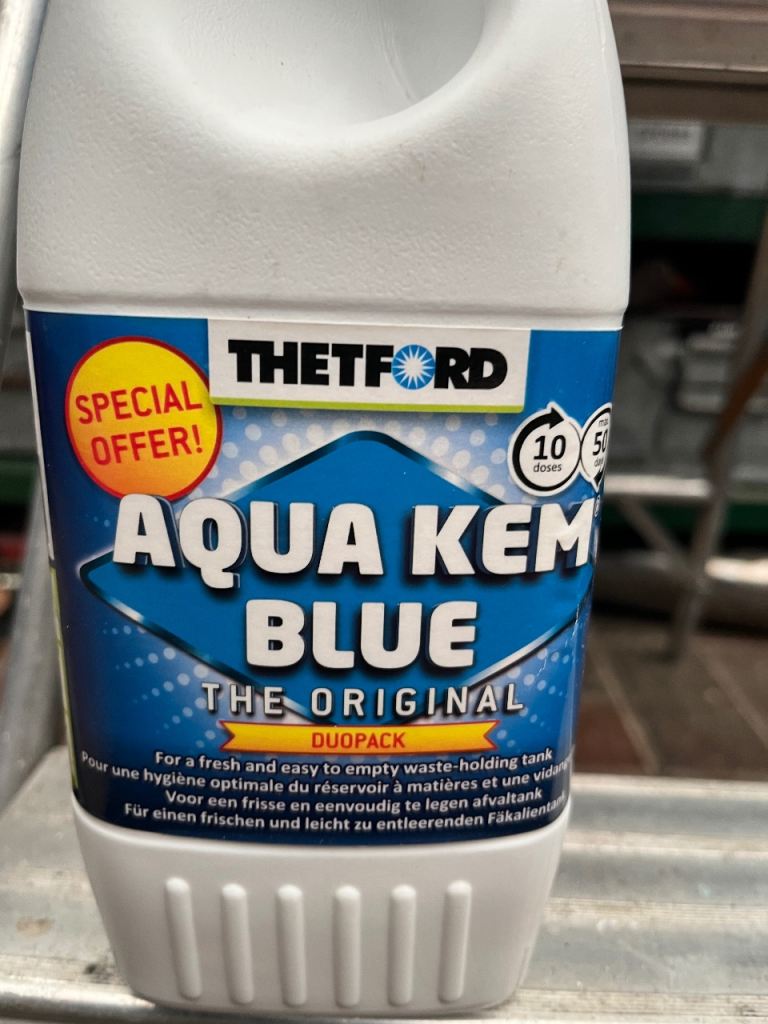 THETFORD
SPECIAL
OFFER!
10
doses
50
AQUA KEM
BLUE
THE ORIGINAL
DUOPACK
For a fresh and easy to empty waste-holding tank
Pour une hygiène optimale du réservoir à matières et une
Voor een frisse en eenvoudig te legen afvaltank
Für einen frischen und leicht zu entleerenden